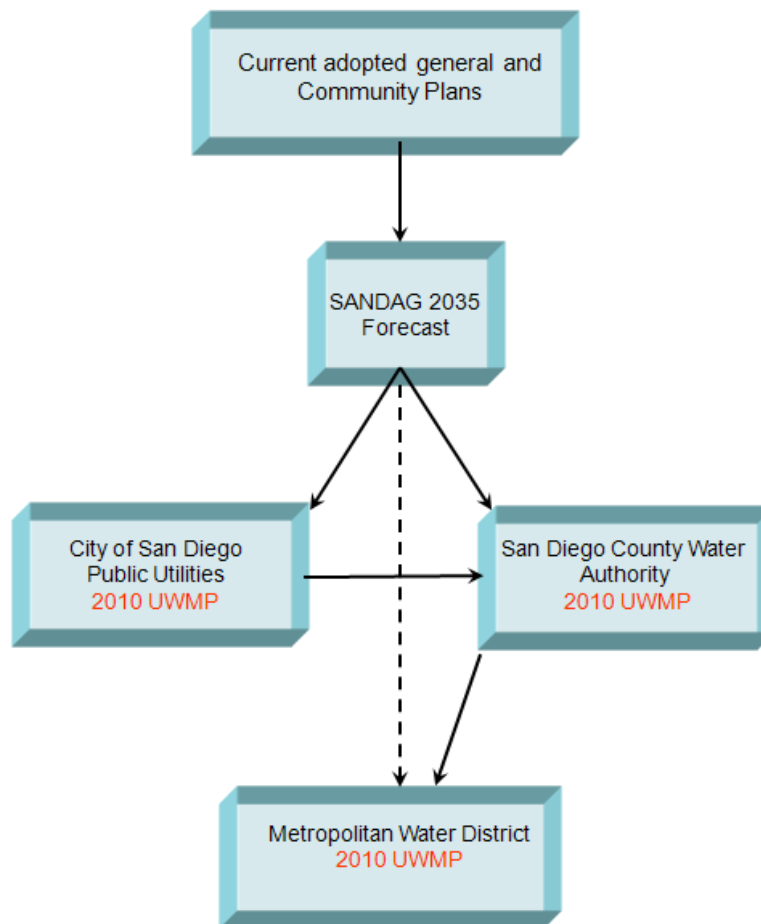 Current adopted general and
Community Plans
SANDAG 2035
Forecast
City of San Diego
Public Utilities
2010 UWMP
San Diego County Water
Authority
2010 UWMP
Metropolitan Water District
2010 UWMP